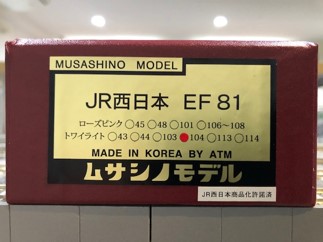 MUSASHINO MODEL
JR西日本 EF81
ローズピンク ○45 ○48 ○101 ○106～108
トワイライト ○43 ○44 ○103 ●104 ○113 ○114
MADE IN KOREA BY ATM
ムサシノモデル
JR西日本商品化許諾済